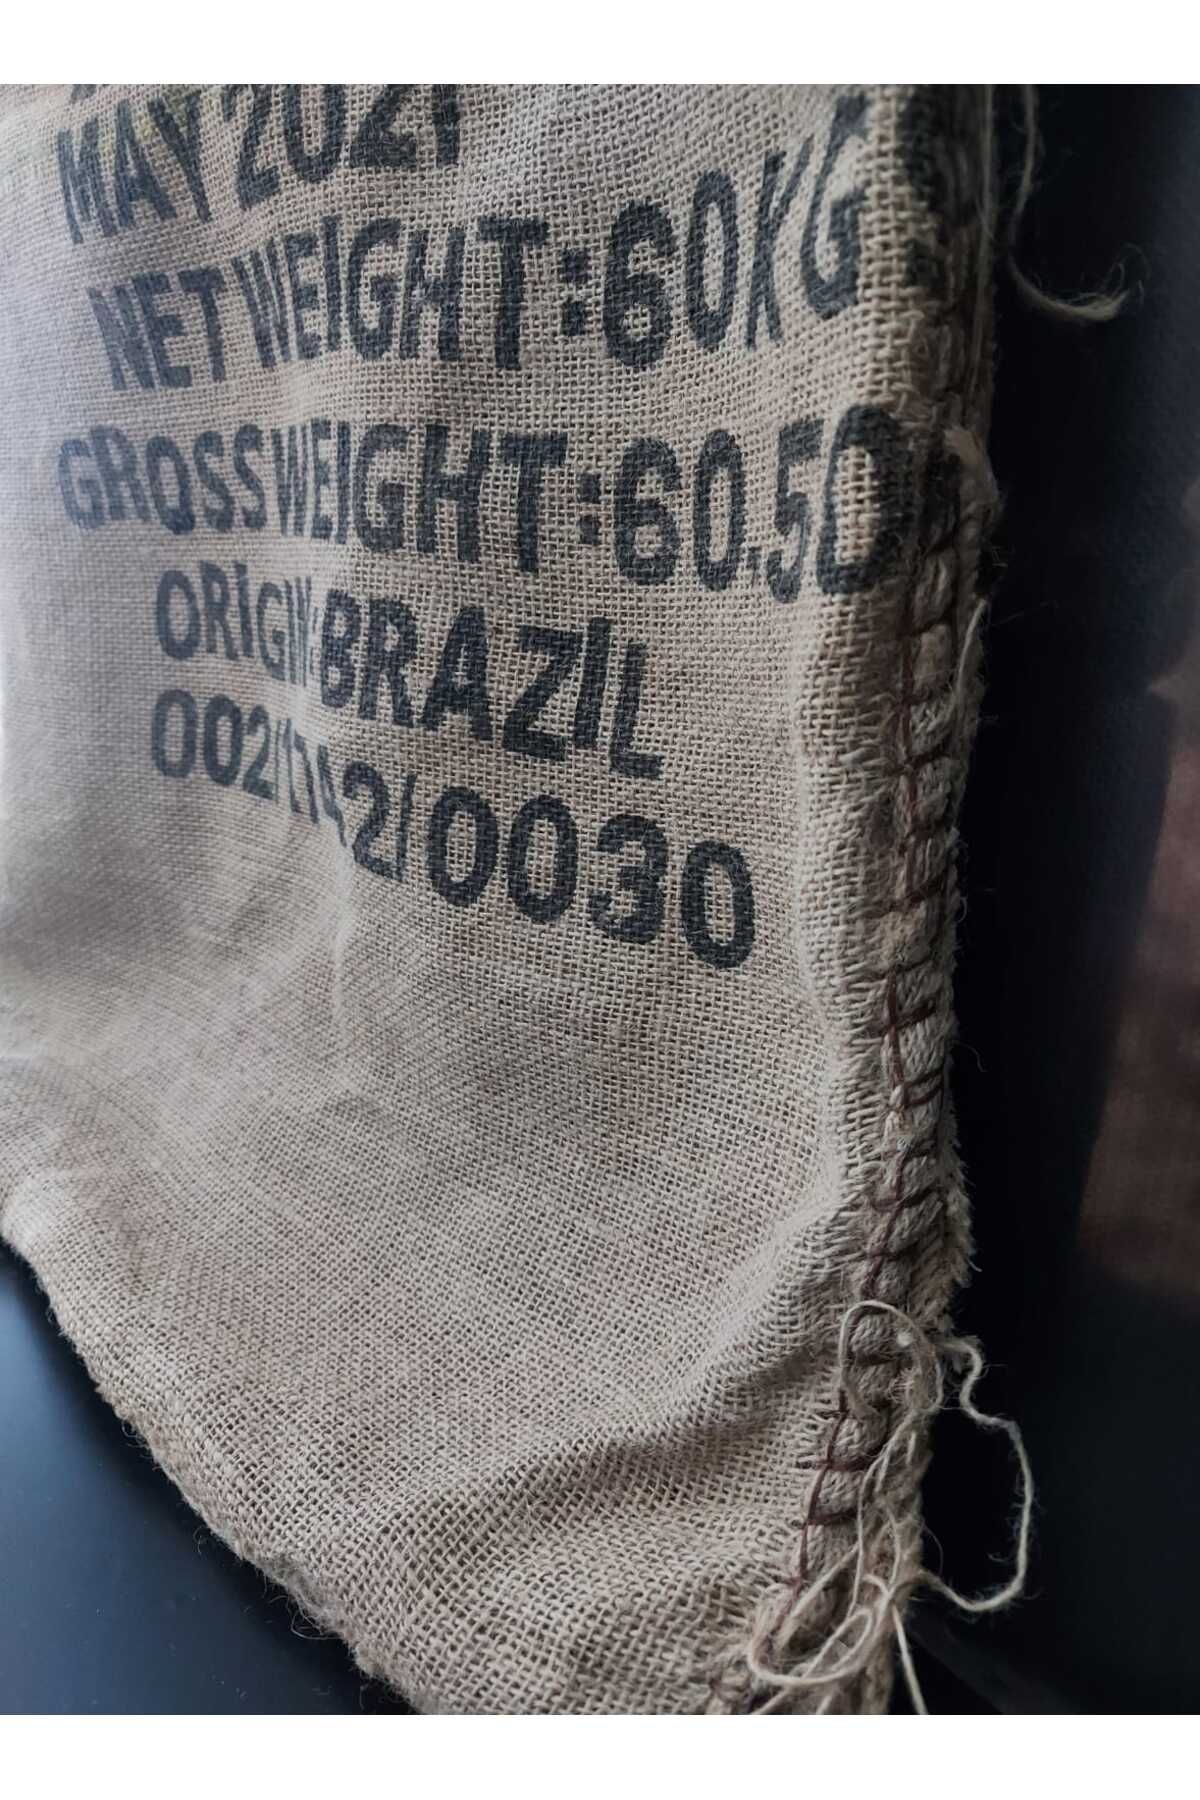 MAY 2021
NET WEIGHT:60KG
GROSS WEIGHT:60.50
ORIGIN:BRAZIL
002/1742/0030